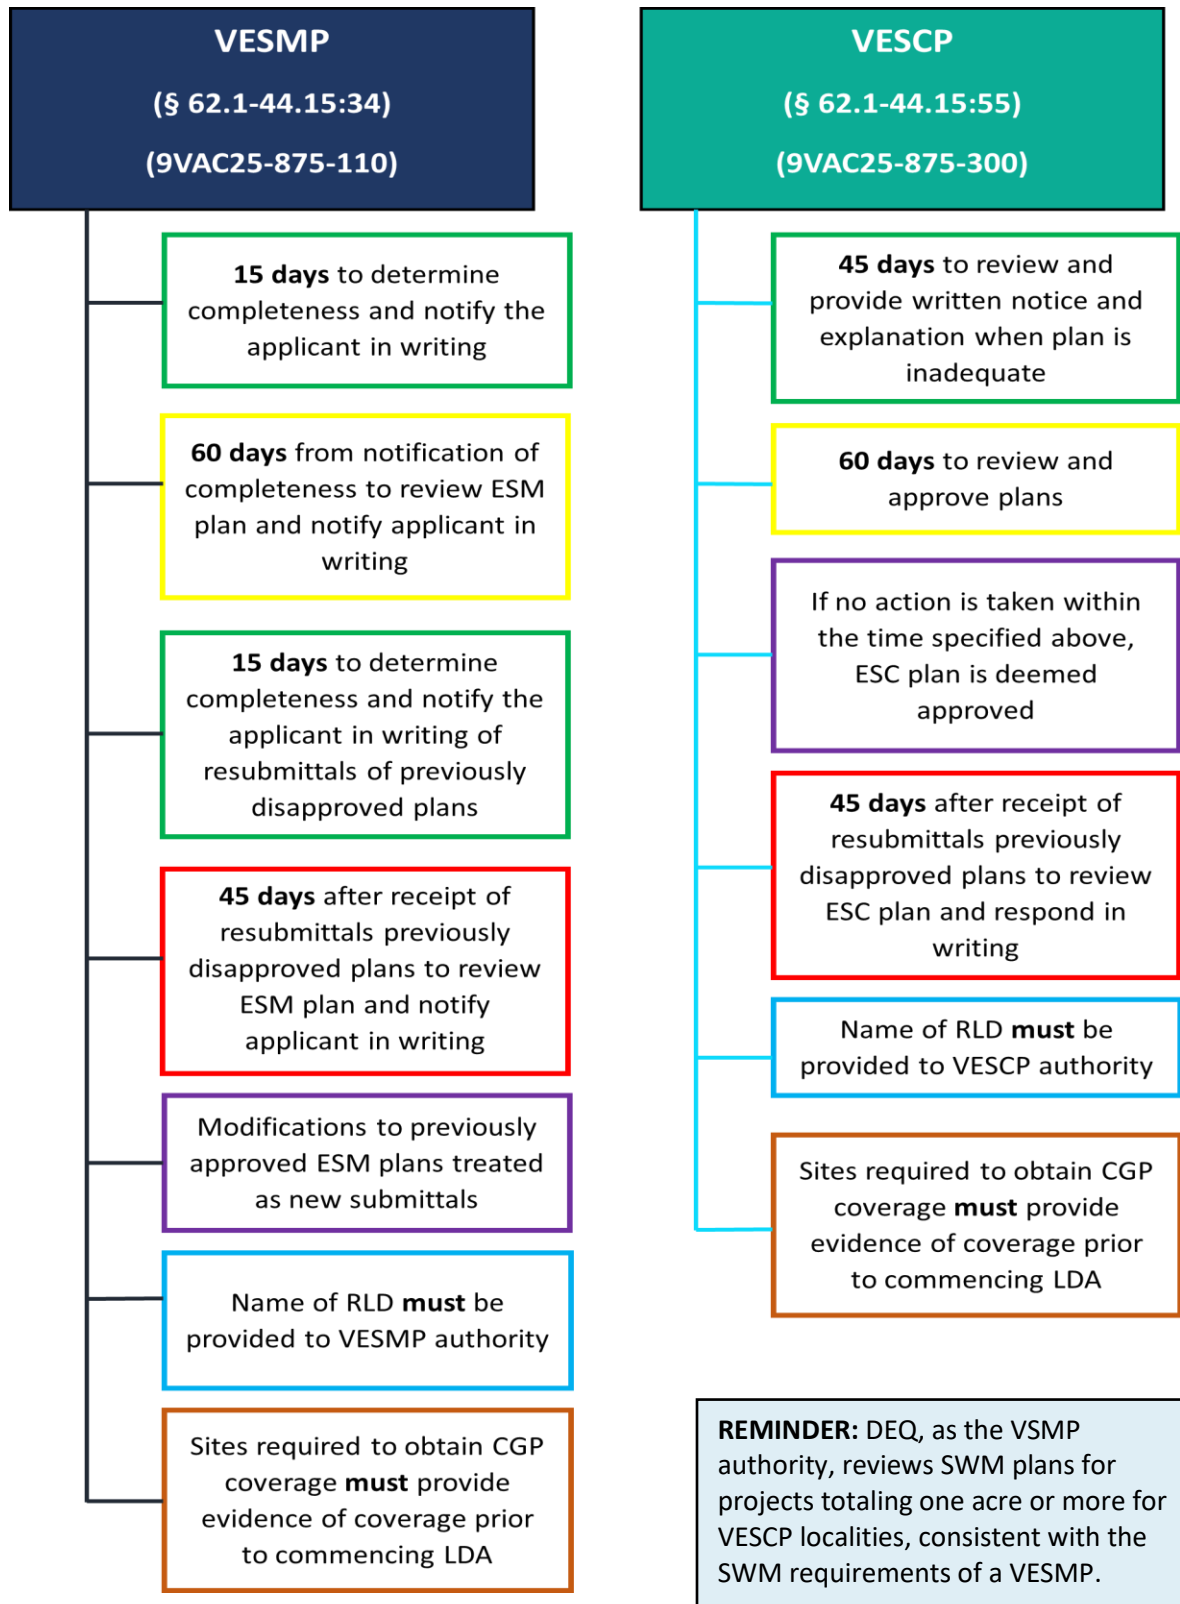 VESMP
(§ 62.1-44.15:34)
(9VAC25-875-110)
15 days to determine
completeness and notify the
applicant in writing
60 days from notification of
completeness to review ESM
plan and notify applicant in
writing
15 days to determine
completeness and notify the
applicant in writing of
resubmittals of previously
disapproved plans
45 days after receipt of
resubmittals previously
disapproved plans to review
ESM plan and notify
applicant in writing
Modifications to previously
approved ESM plans treated
as new submittals
Name of RLD must be
provided to VESMP authority
Sites required to obtain CGP
coverage must provide
evidence of coverage prior
to commencing LDA
VESCP
(§ 62.1-44.15:55)
(9VAC25-875-300)
45 days to review and
provide written notice and
explanation when plan is
inadequate
60 days to review and
approve plans
If no action is taken within
the time specified above,
ESC plan is deemed
approved
45 days after receipt of
resubmittals previously
disapproved plans to review
ESC plan and respond in
writing
Name of RLD must be
provided to VESCP authority
Sites required to obtain CGP
coverage must provide
evidence of coverage prior
to commencing LDA
REMINDER: DEQ, as the VSMP
authority, reviews SWM plans for
projects totaling one acre or more for
VESCP localities, consistent with the
SWM requirements of a VESMP.